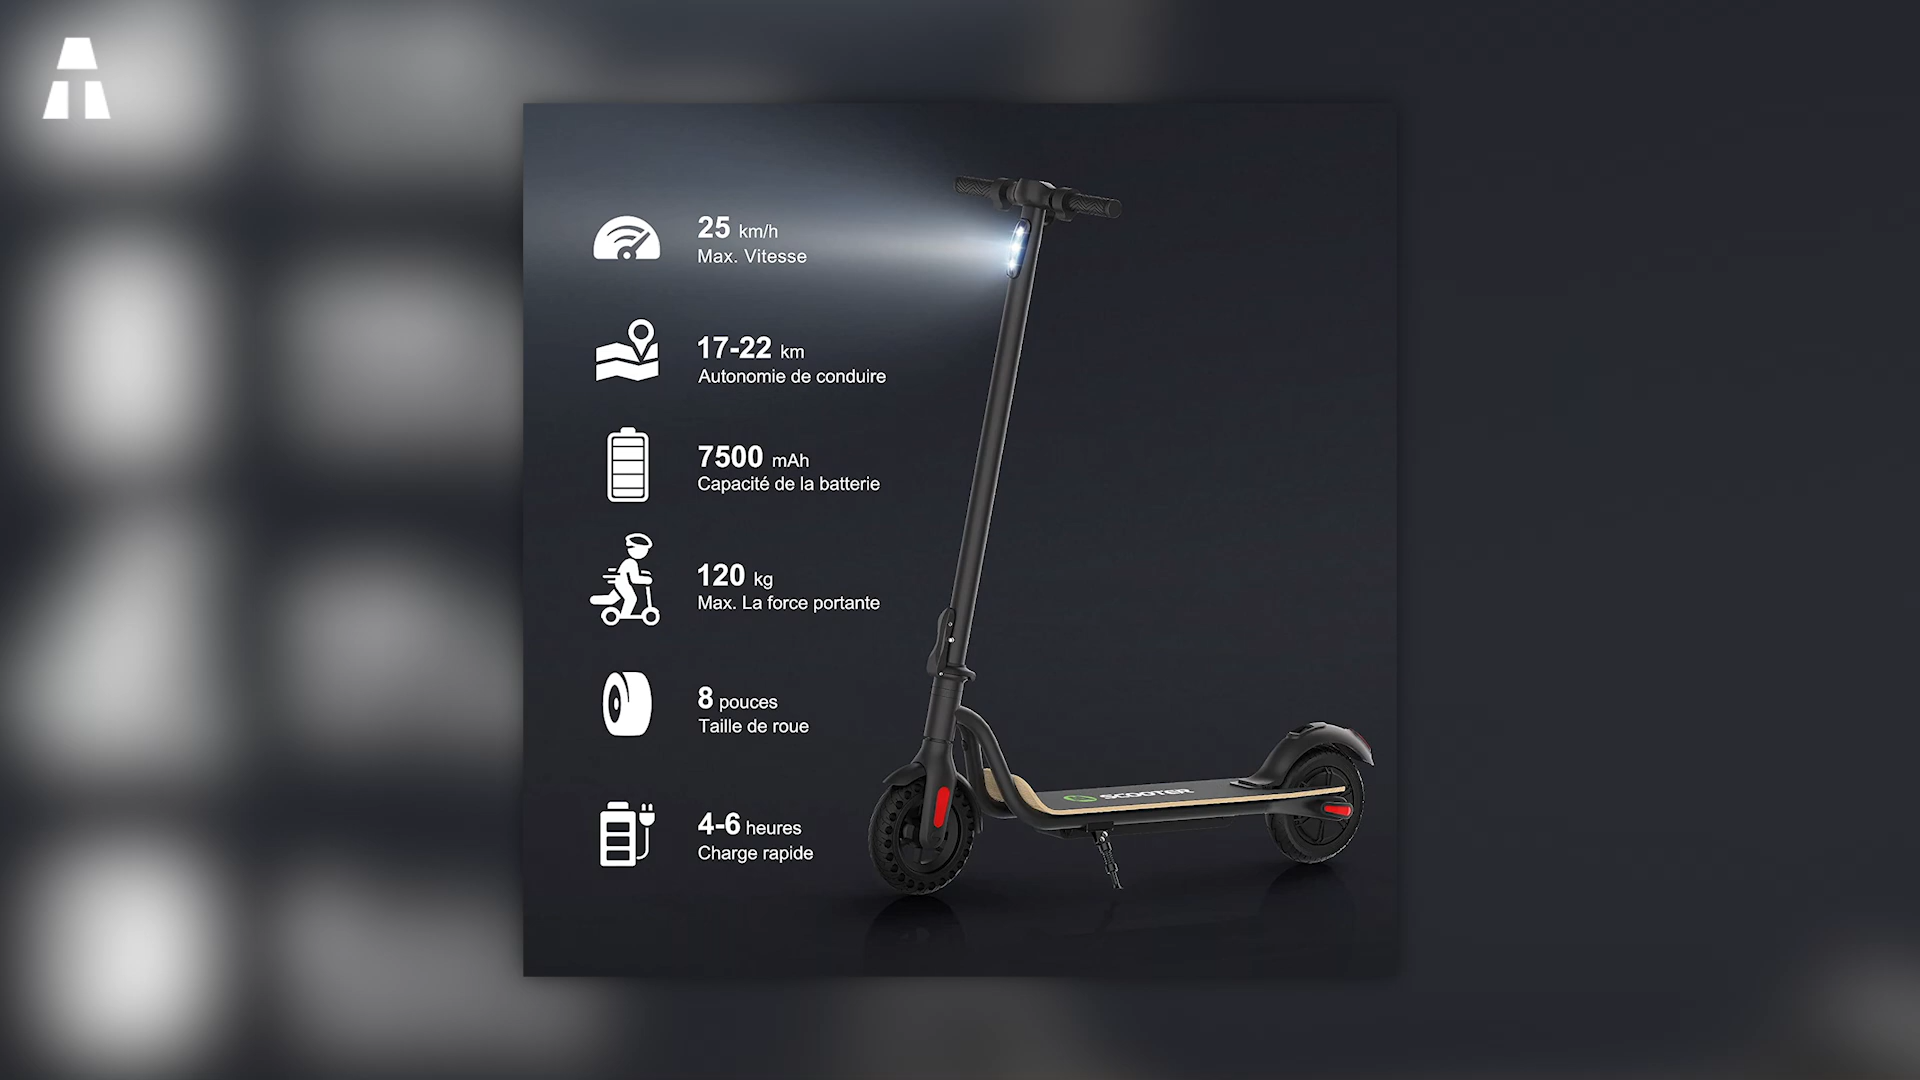 25 km/h
Max. Vitesse
17-22 km
Autonomie de conduire
7500 mAh
Capacité de la batterie
120 kg
Max. La force portante
8 pouces
Taille de roue
4-6 heures
Charge rapide
SCOOTER